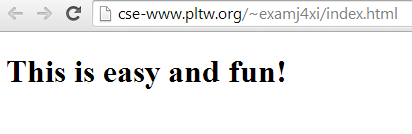 cse-www.pltw.org/~examj4xi/index.html
This is easy and fun!